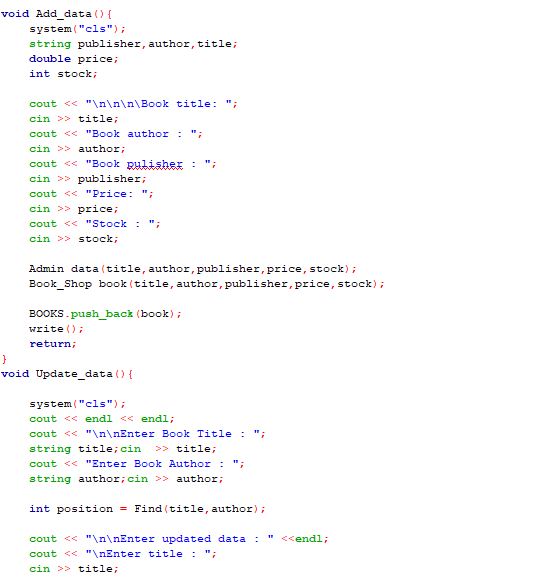 void Add_data(){
system("cls");
string publisher,author,title;
double price;
int stock;
cout << "\n\n\n\Book title: ";
cin >> title;
cout << "Book author : ";
cin >> author;
cout << "Book pulisher : ";
cin >> publisher;
cout << "Price: ";
cin >> price;
cout << "Stock : ";
cin >> stock;
Admin data(title,author,publisher,price,stock);
Book_Shop book(title,author,publisher,price,stock);
BOOKS.push_back(book);
write();
return;
}
void Update_data(){
system("cls");
cout << endl << endl;
cout << "\n\nEnter Book Title : ";
string title;cin  >> title;
cout << "Enter Book Author : ";
string author;cin >> author;
int position = Find(title,author);
cout << "\n\nEnter updated data : " <<endl;
cout << "\nEnter title : ";
cin >> title;